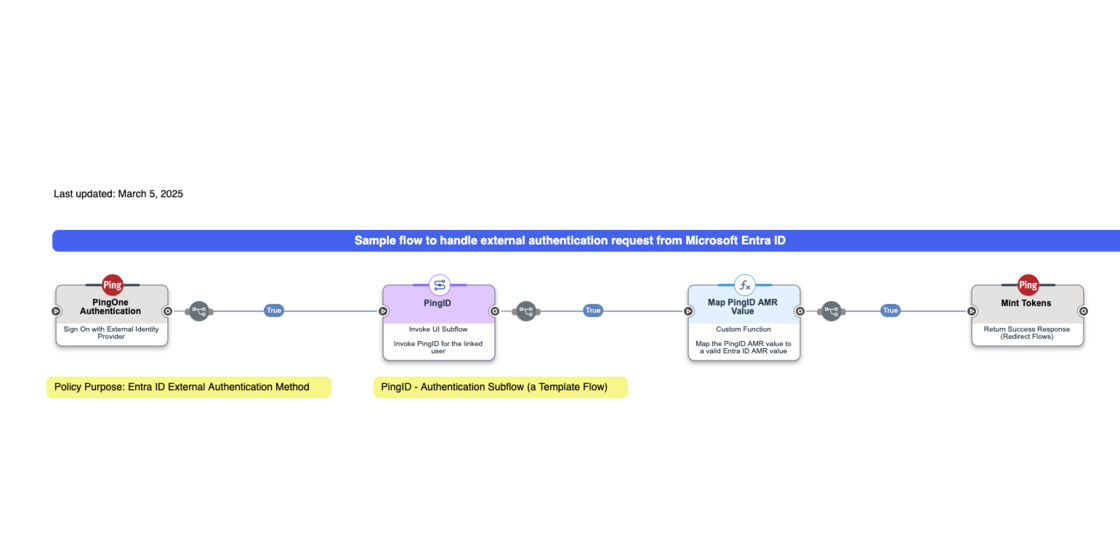 Last updated: March 5, 2025
Sample flow to handle external authentication request from Microsoft Entra ID
Ping
PingOne
Authentication
Sign On with External Identity
Provider
True
PingID
Invoke UI Subflow
Invoke PingID for the linked
user
True
fx
Map PingID AMR
Value
Custom Function
Map the PingID AMR value to
a valid Entra ID AMR value
True
Ping
Mint Tokens
Return Success Response
(Redirect Flows)
Policy Purpose: Entra ID External Authentication Method
PingID - Authentication Subflow (a Template Flow)